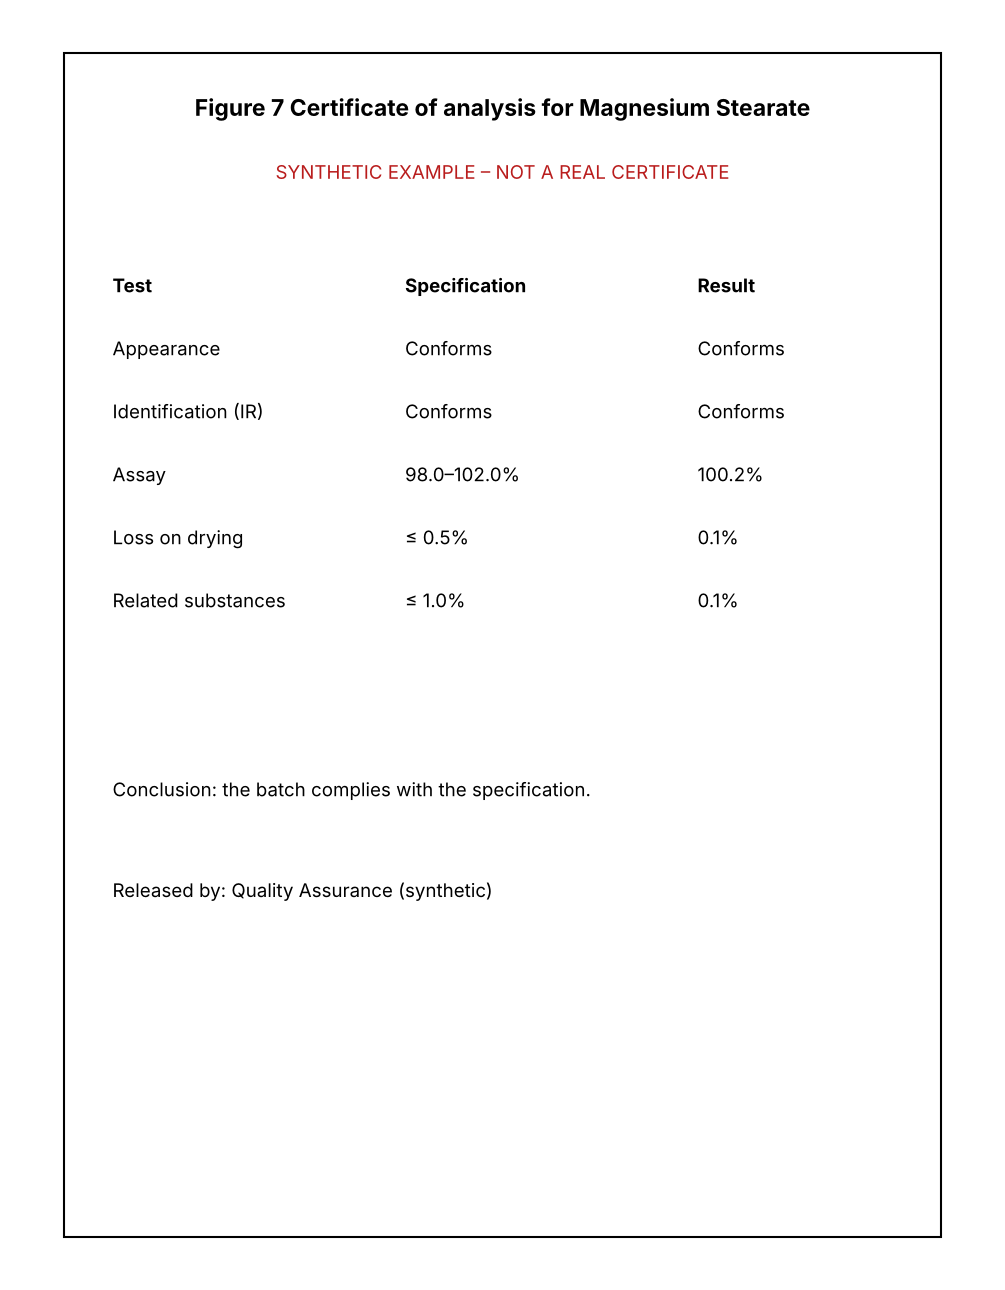 Figure 7 Certificate of analysis for Magnesium Stearate
SYNTHETIC EXAMPLE – NOT A REAL CERTIFICATE
Test Specification Result
Appearance Conforms Conforms
Identification (IR) Conforms Conforms
Assay 98.0–102.0% 100.2%
Loss on drying ≤ 0.5% 0.1%
Related substances ≤ 1.0% 0.1%
Conclusion: the batch complies with the specification.
Released by: Quality Assurance (synthetic)